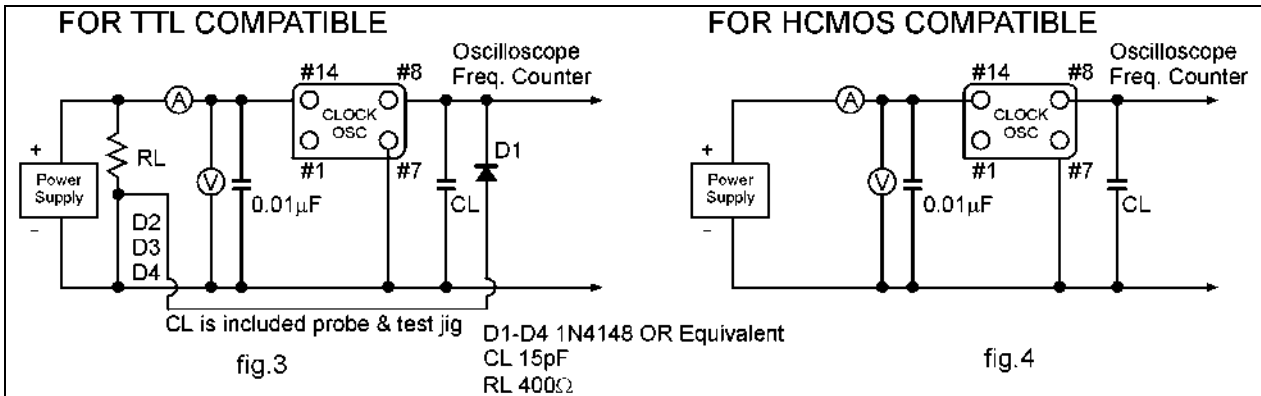 FOR TTL COMPATIBLE
Oscilloscope
Freq. Counter
#14
#8
A
CLOCK
OSC
#1
#7
D1
+
Power
Supply
−
RL
V
0.01μF
CL
D2
D3
D4
CL is included probe & test jig
D1-D4 1N4148 OR Equivalent
CL 15pF
RL 400Ω
fig.3
FOR HCMOS COMPATIBLE
Oscilloscope
Freq. Counter
#14
#8
A
CLOCK
OSC
#1
#7
+
Power
Supply
−
V
0.01μF
CL
fig.4